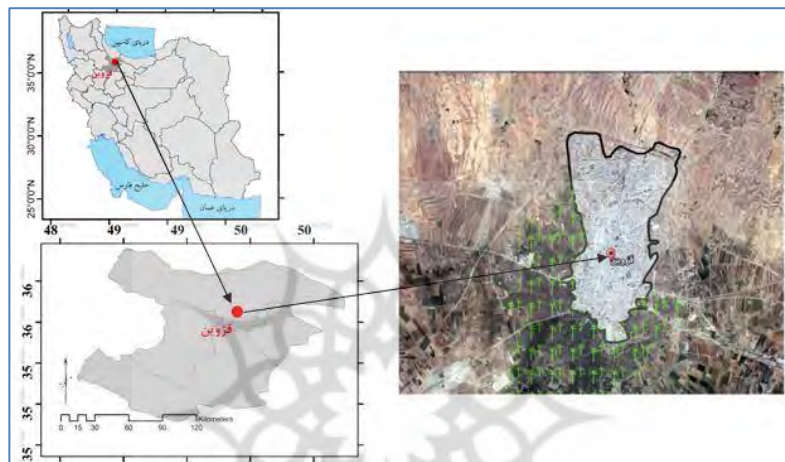 دریای کاسپین
قزوین
خلیج فارس
دریای عمان
35°0'0"N
30°0'0"N
25°0'0"N
48 49 49 50 50
36
36
35
35
35
قزوین
Kilometers
0 15 30 60 90 120
قزوین